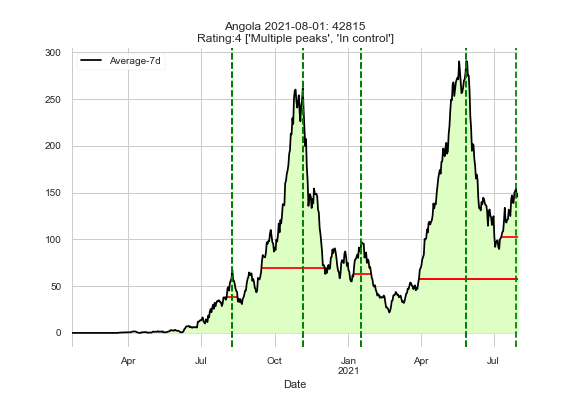 Angola 2021-08-01: 42815
Rating:4 ['Multiple peaks', 'In control']
Average-7d
300
250
200
150
100
50
0
Apr
Jul
Oct
Jan
2021
Apr
Jul
Date